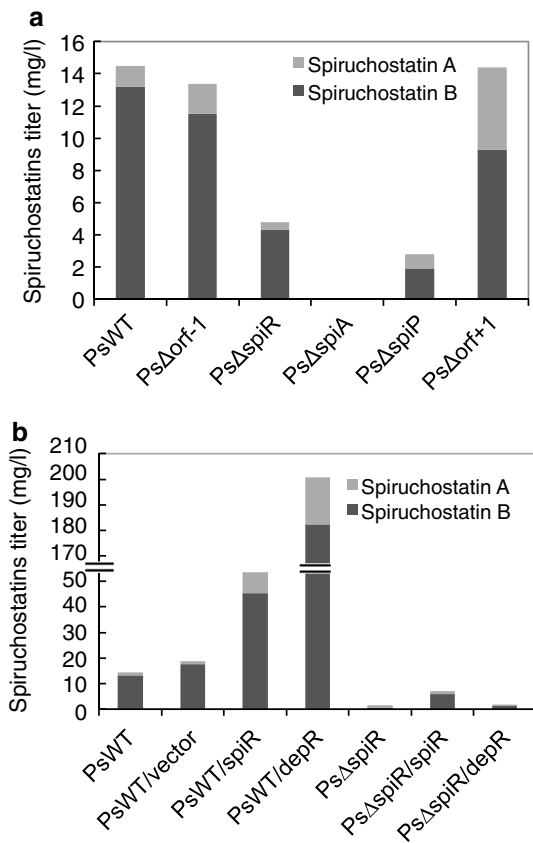 a
Spiruchostatins titer (mg/l)
16
14
12
10
8
6
4
2
0
Spiruchostatin A
Spiruchostatin B
PsWT
PsΔorf-1
PsΔspiR
PsΔspiA
PsΔspiP
PsΔorf+1
b
Spiruchostatins titer (mg/l)
210
200
190
180
170
50
40
30
20
10
0
Spiruchostatin A
Spiruchostatin B
PsWT
PsWT/vector
PsWT/spiR
PsWT/depR
PsΔspiR
PsΔspiR/spiR
PsΔspiR/depR